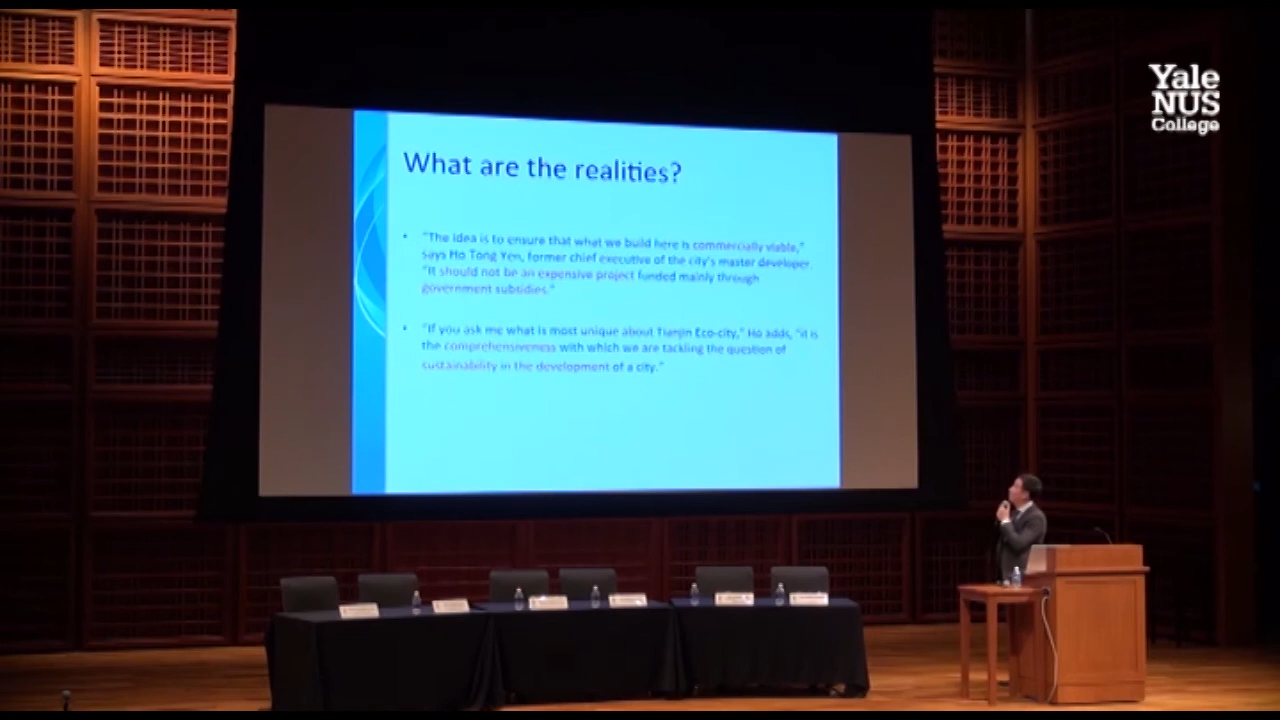 Yale
NUS
College
What are the realities?
• "The idea is to ensure that what we build here is commercially viable,"
says Ho Tong Yen, former chief executive of the city's master developer.
"It should not be an expensive project funded mainly through
government subsidies."
• "If you ask me what is most unique about Tianjin Eco-city," Ho adds, "it is
the comprehensiveness with which we are tackling the question of
sustainability in the development of a city."